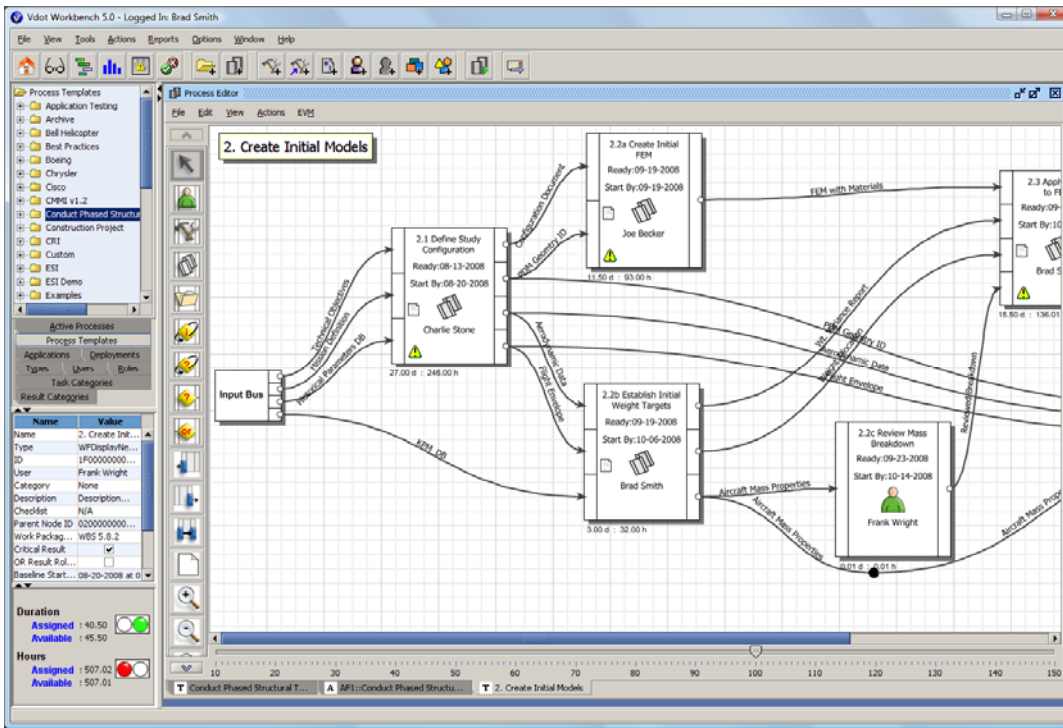 Vdot Workbench 5.0 - Logged In: Brad Smith
File View Tools Actions Reports Options Window Help
Process Templates
Application Testing
Archive
Bell Helicopter
Best Practices
Boeing
Chrysler
Cisco
CMMI v1.2
Conduct Phased Structur
Construction Project
CRI
Custom
ESI
ESI Demo
Examples
Active Processes
Process Templates
Applications Deployments
Types Users Rules
Task Categories
Result Categories
Name Value
Name 2. Create Init...
Type WFDisplayNe...
ID 1F00000000...
User Frank Wright
Category None
Description Description...
Checklist N/A
Parent Node ID 0200000000...
Work Packag... WBS 5.8.2
Critical Result
OR Result Rol...
Baseline Start... 08-20-2008 at 0
Duration
Assigned : 40.50
Available : 45.50
Hours
Assigned : 507.02
Available : 507.01
Process Editor
File Edit View Actions EVM
2. Create Initial Models
Input Bus
Technical Objectives
Mission Definition
Historical Parameters DB
KPM_DB
2.1 Define Study
Configuration
Ready:08-13-2008
Start By:08-20-2008
Charlie Stone
27.00 d : 246.00 h
Configuration Document
Geometry ID
Aerodynamic Data
Flight Envelope
2.2a Create Initial
FEM
Ready:09-19-2008
Start By:09-19-2008
Joe Becker
11.50 d : 93.00 h
FEM with Materials
2.2b Establish Initial
Weight Targets
Ready:09-19-2008
Start By:10-06-2008
Brad Smith
3.00 d : 32.00 h
Balance Report
Geometry ID
Aerodynamic Data
Flight Envelope
Aircraft Mass Properties
Aircraft Mass Properties
2.2c Review Mass
Breakdown
Ready:09-23-2008
Start By:10-14-2008
Frank Wright
0.01 d : 0.01 h
Reviewed Breakdown
Aircraft Mass Prop
2.3 Appl
to F
Ready:09-
Start By:10
Brad S
15.50 d : 136.01
10 20 30 40 50 60 70 80 90 100 110 120 130 140 150
T Conduct Phased Structural T...
A AF1::Conduct Phased Structu...
T 2. Create Initial Models